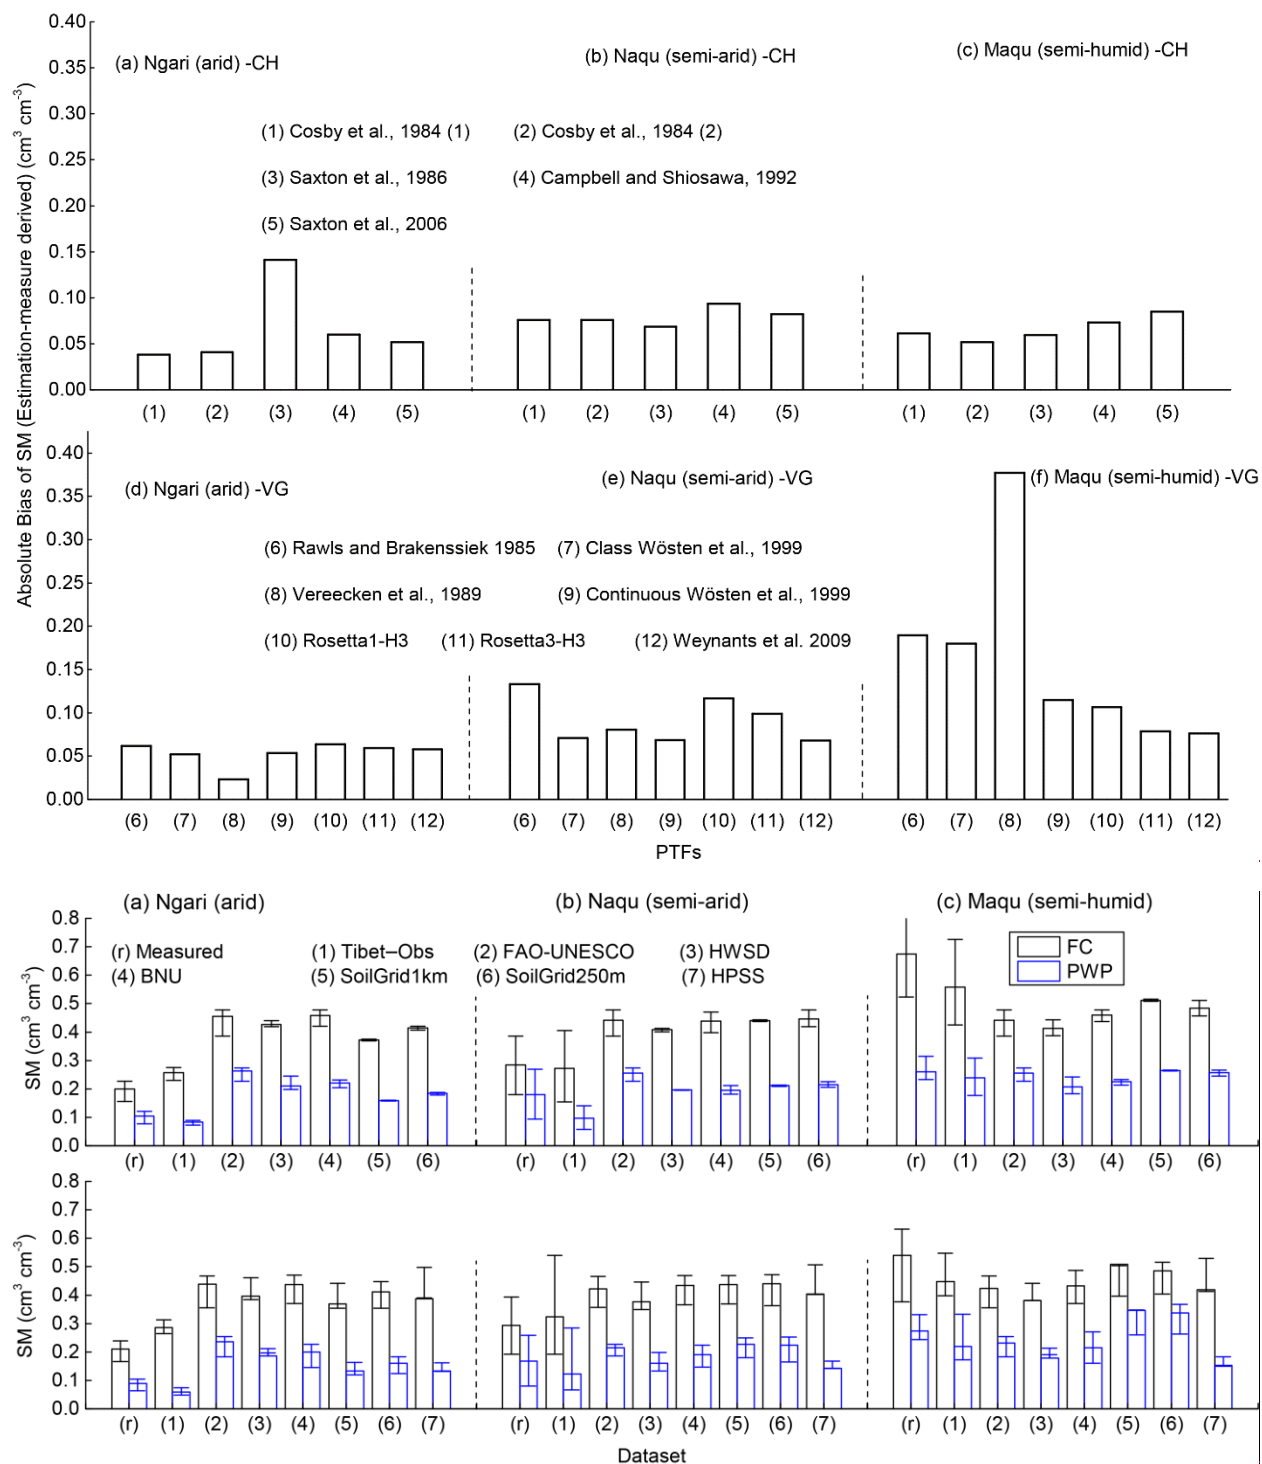 Absolute Bias of SM (Estimation-measure derived) (cm³ cm⁻³)
0.40
0.35
0.30
0.25
0.20
0.15
0.10
0.05
0.00
(a) Ngari (arid) -CH
(b) Naqu (semi-arid) -CH
(c) Maqu (semi-humid) -CH
(1) Cosby et al., 1984 (1) (2) Cosby et al., 1984 (2)
(3) Saxton et al., 1986 (4) Campbell and Shiosawa, 1992
(5) Saxton et al., 2006
(1) (2) (3) (4) (5) (1) (2) (3) (4) (5) (1) (2) (3) (4) (5)
0.40
0.35
0.30
0.25
0.20
0.15
0.10
0.05
0.00
(d) Ngari (arid) -VG
(e) Naqu (semi-arid) -VG
(f) Maqu (semi-humid) -VG
(6) Rawls and Brakenssiek 1985 (7) Class Wösten et al., 1999
(8) Vereecken et al., 1989 (9) Continuous Wösten et al., 1999
(10) Rosetta1-H3 (11) Rosetta3-H3 (12) Weynants et al. 2009
(6) (7) (8) (9) (10) (11) (12) (6) (7) (8) (9) (10) (11) (12) (6) (7) (8) (9) (10) (11) (12)
PTFs
(a) Ngari (arid) (b) Naqu (semi-arid) (c) Maqu (semi-humid)
SM (cm³ cm⁻³)
0.8
0.7
0.6
0.5
0.4
0.3
0.2
0.1
0.0
(r) Measured (1) Tibet–Obs (2) FAO-UNESCO (3) HWSD
(4) BNU (5) SoilGrid1km (6) SoilGrid250m (7) HPSS
FC
PWP
(r) (1) (2) (3) (4) (5) (6) (r) (1) (2) (3) (4) (5) (6) (r) (1) (2) (3) (4) (5) (6)
SM (cm³ cm⁻³)
0.8
0.7
0.6
0.5
0.4
0.3
0.2
0.1
0.0
(r) (1) (2) (3) (4) (5) (6) (7) (r) (1) (2) (3) (4) (5) (6) (7) (r) (1) (2) (3) (4) (5) (6) (7)
Dataset